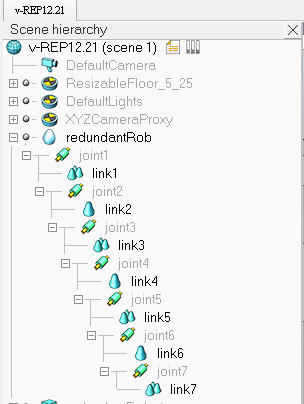 v-REP12.21
Scene hierarchy
v-REP12.21 (scene 1)
DefaultCamera
ResizableFloor_5_25
DefaultLights
XYZCameraProxy
redundantRob
joint1
link1
joint2
link2
joint3
link3
joint4
link4
joint5
link5
joint6
link6
joint7
link7